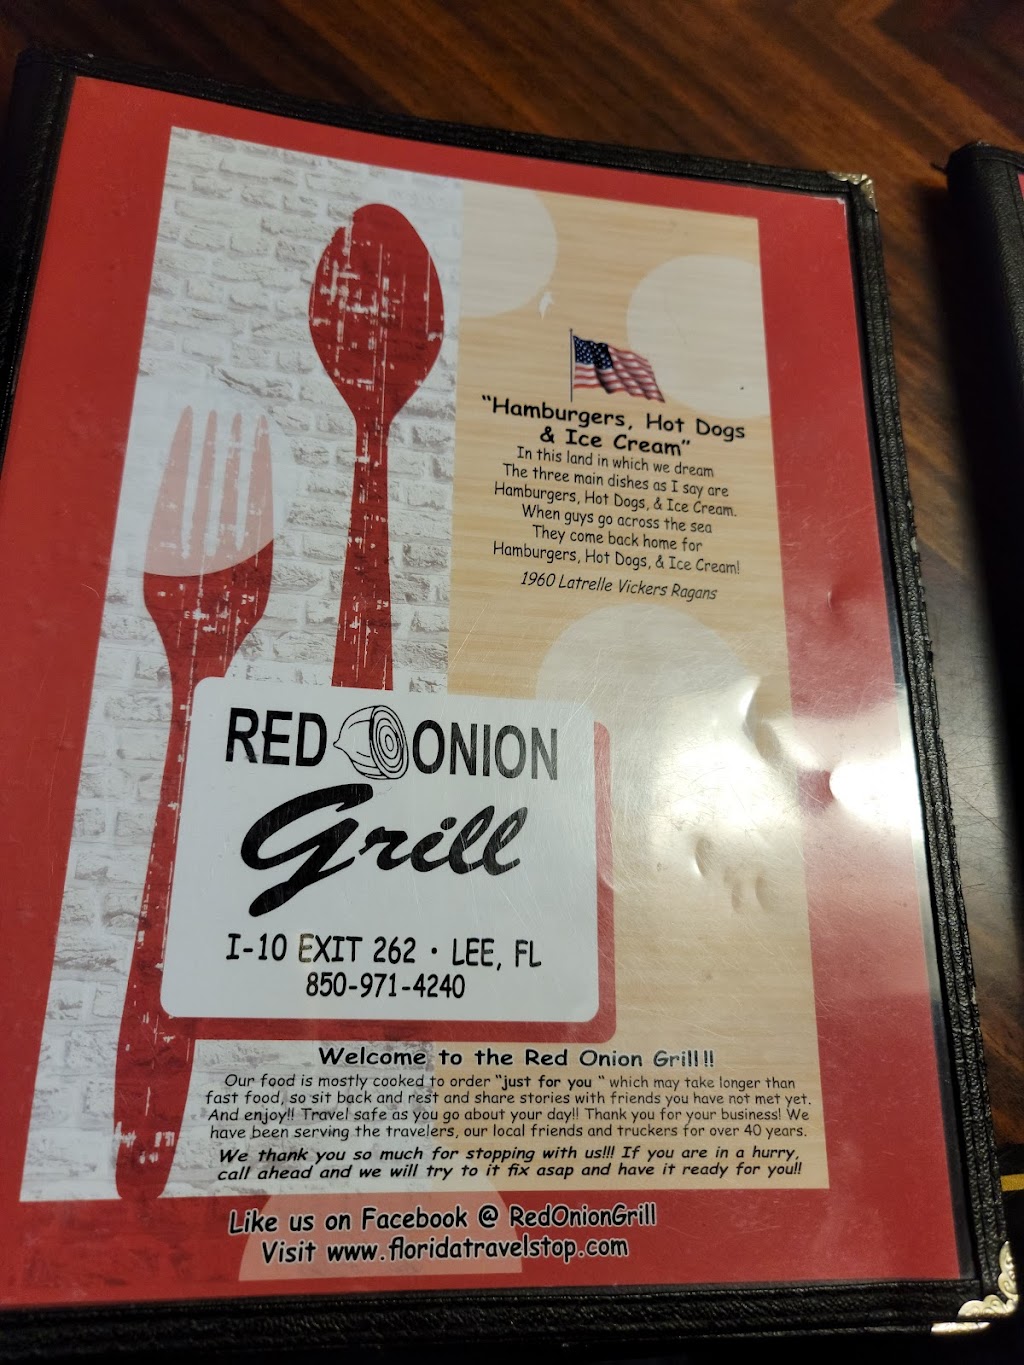 “Hamburgers, Hot Dogs
& Ice Cream”
In this land in which we dream
The three main dishes as I say are
Hamburgers, Hot Dogs, & Ice Cream.
When guys go across the sea
They come back home for
Hamburgers, Hot Dogs, & Ice Cream!
1960 Latrelle Vickers Ragans
RED ONION
Grill
I-10 EXIT 262 • LEE, FL
850-971-4240
Welcome to the Red Onion Grill!!
Our food is mostly cooked to order “just for you “ which may take longer than
fast food, so sit back and rest and share stories with friends you have not met yet.
And enjoy!! Travel safe as you go about your day!! Thank you for your business! We
have been serving the travelers, our local friends and truckers for over 40 years.
We thank you so much for stopping with us!!! If you are in a hurry,
call ahead and we will try to it fix asap and have it ready for you!!
Like us on Facebook @ RedOnionGrill
Visit www.floridatravelstop.com